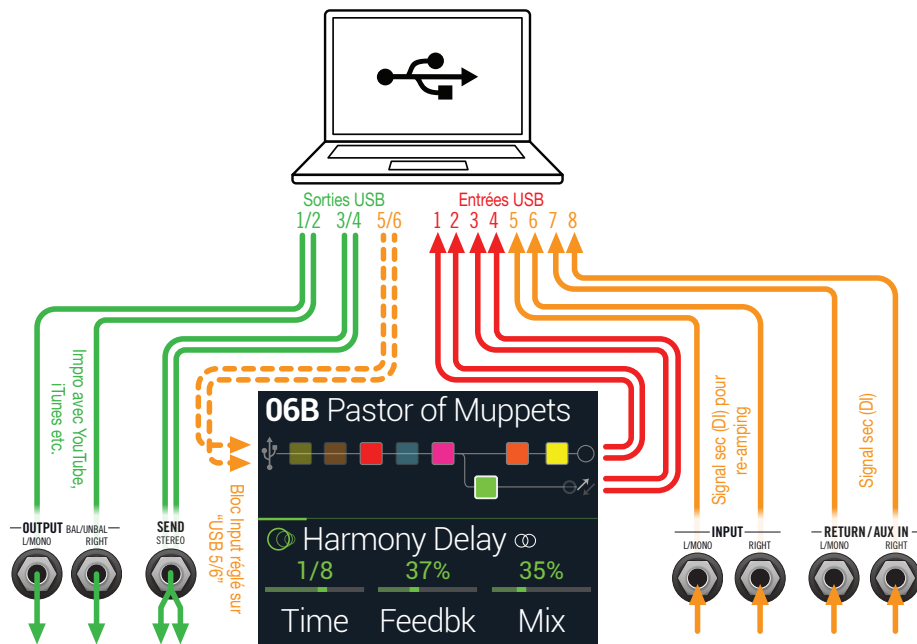 Sorties USB
1/2 3/4 5/6
Entrées USB
1 2 3 4 5 6 7 8
Impro avec YouTube,
iTunes etc.
Bloc Input réglé sur
“USB 5/6”
06B Pastor of Muppets
Harmony Delay
1/8 37% 35%
Time Feedbk Mix
Signal sec (DI) pour
re-amping
Signal sec (DI)
OUTPUT BAL/UNBAL
L/MONO RIGHT
SEND
STEREO
INPUT
L/MONO RIGHT
RETURN/AUX IN
L/MONO RIGHT